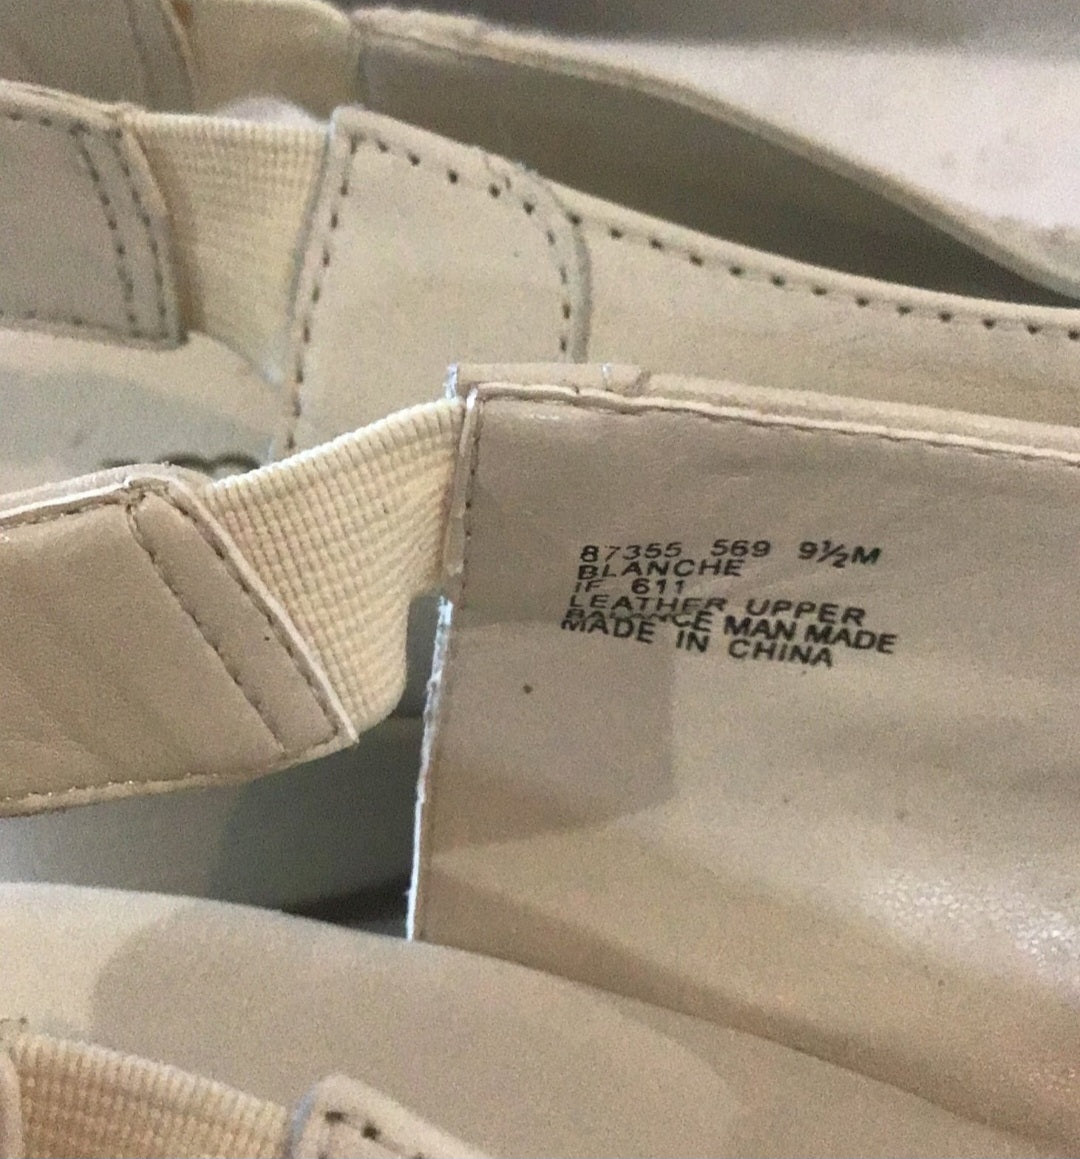 87355 569 9½M
BLANCHE
IF 611
LEATHER UPPER
BALANCE MAN MADE
MADE IN CHINA